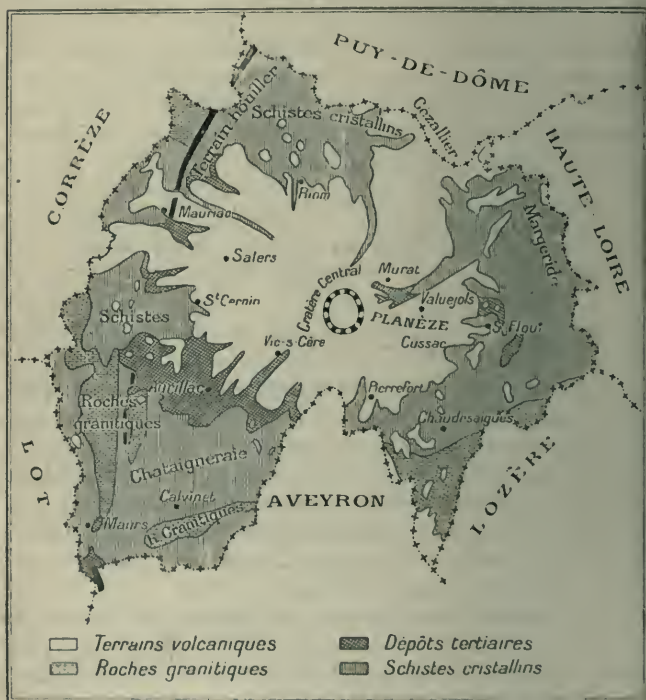 PUY-DE-DÔME
CORRÈZE
Terrain houiller
Schistes cristallins
Cézallier
HAUTE LOIRE
Riom
Mauriac
Margeride
Salers
Murat
Cratère Central
St Cernin
Valuejols
PLANÈZE
St Flour
Schistes
Vic-s-Cère
Cussac
Aurillac
Pierrefort
Roches
granitiques
Chaudesaigues
LOT
Chataigneraie
LOZÈRE
Calvinet
AVEYRON
Maurs
R. Granitiques
Terrains volcaniques
Dépôts tertiaires
Roches granitiques
Schistes cristallins